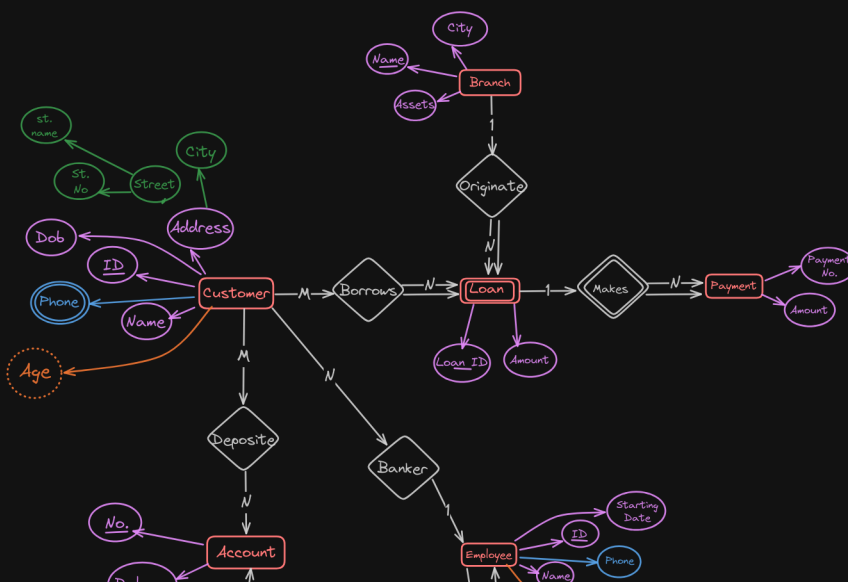 City
Name
Branch
Assets
1
st.
name
City
St.
No
Street
Originate
Address
Dob
N
ID
Payment
No.
Customer
M
Borrows
N
Loan
1
Makes
N
Payment
Phone
Name
Amount
M
Loan ID
Amount
Age
N
Deposite
Banker
N
1
Starting
Date
No.
ID
Account
Employee
Phone
Name